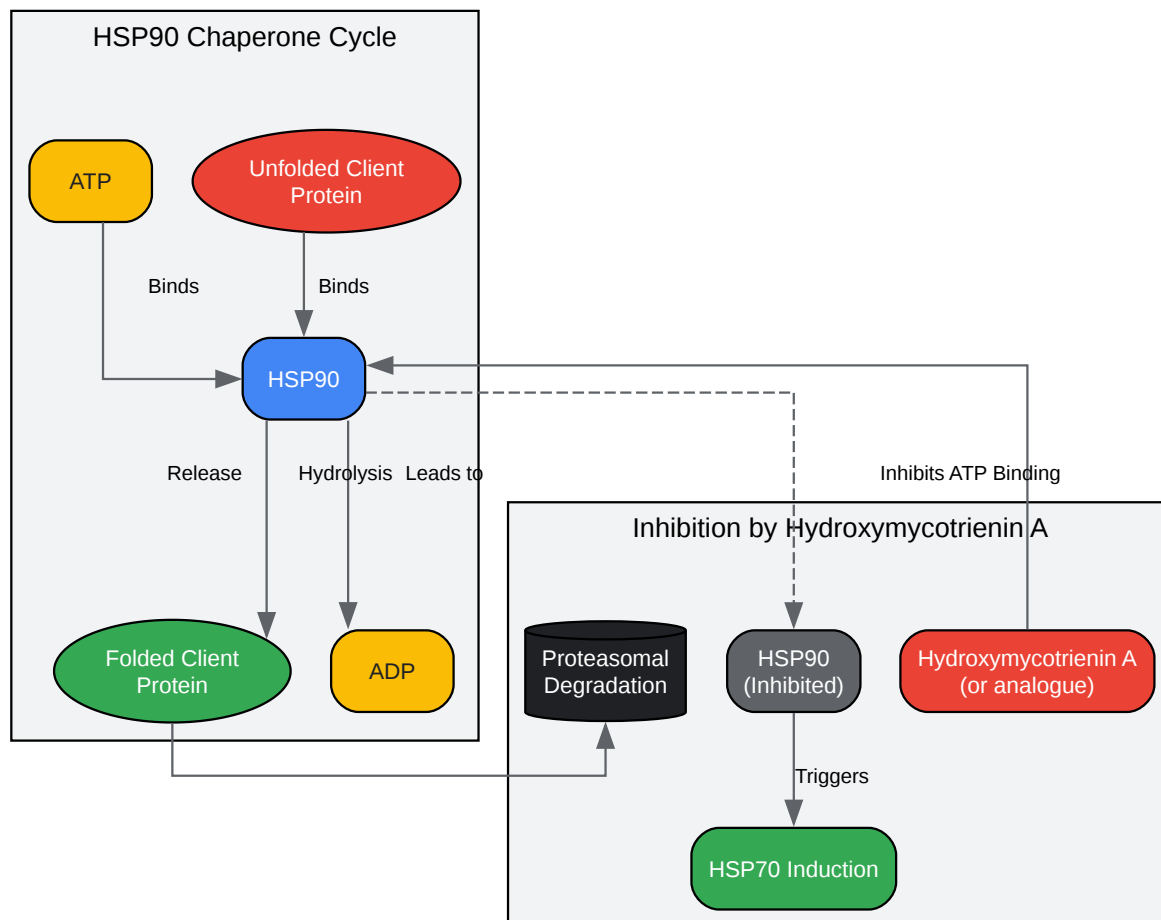 HSP90 Chaperone Cycle
ATP
Unfolded Client
Protein
Binds
Binds
HSP90
Release
Hydrolysis
Leads to
Inhibits ATP Binding
Inhibition by Hydroxymycotrienin A
Folded Client
Protein
ADP
Proteasomal
Degradation
HSP90
(Inhibited)
Hydroxymycotrienin A
(or analogue)
Triggers
HSP70 Induction